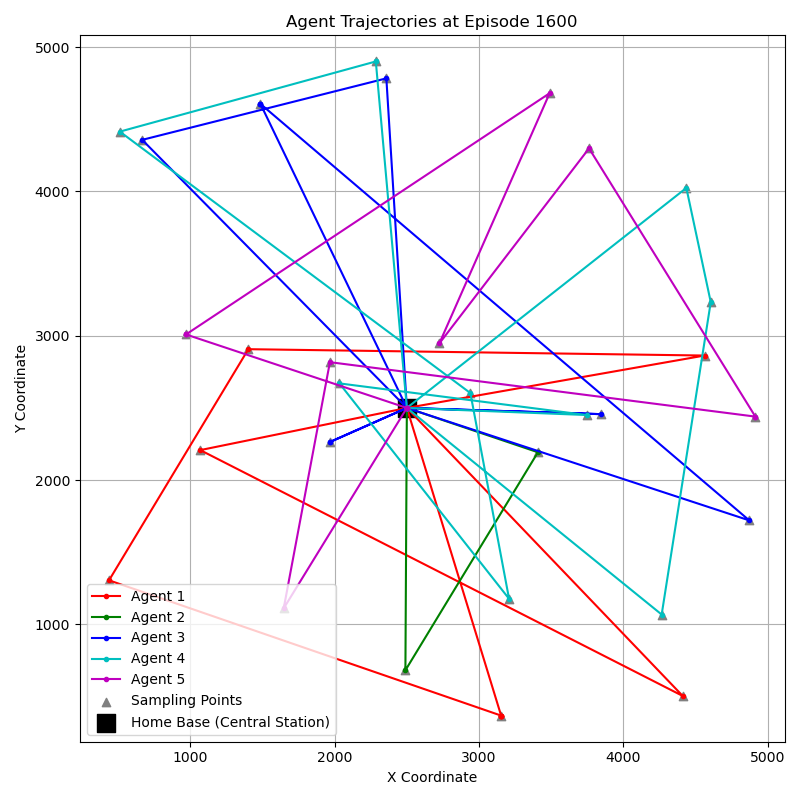 Agent Trajectories at Episode 1600
Y Coordinate
5000
4000
3000
2000
1000
Agent 1
Agent 2
Agent 3
Agent 4
Agent 5
Sampling Points
Home Base (Central Station)
1000 2000 3000 4000 5000
X Coordinate